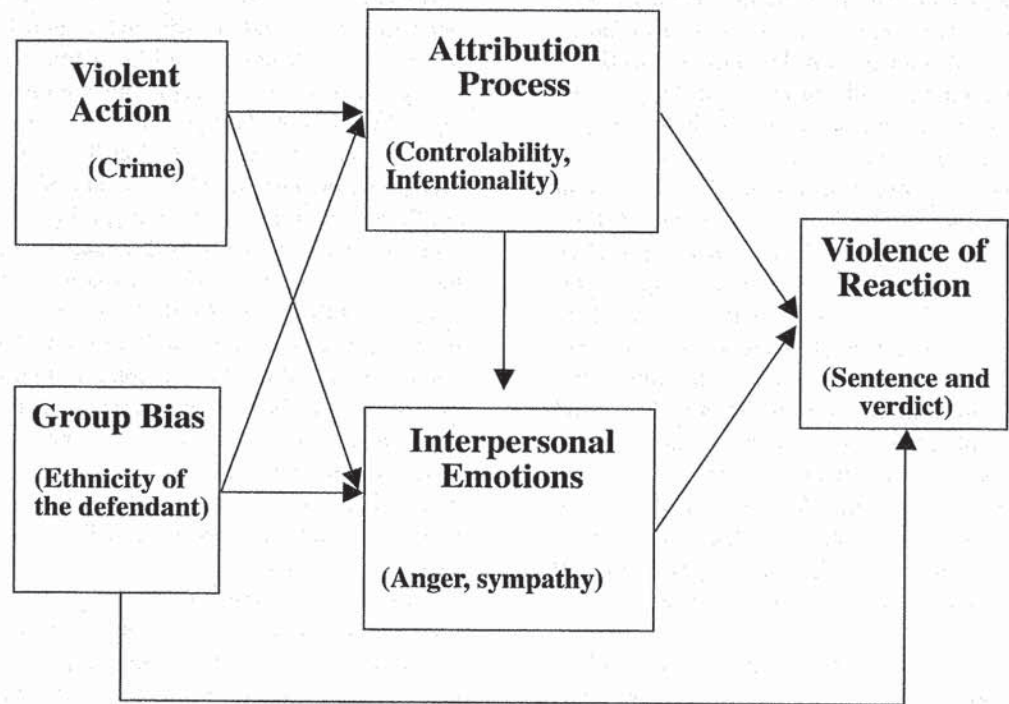 Violent
Action
(Crime)
Attribution
Process
(Controlability,
Intentionality)
Group Bias
(Ethnicity of
the defendant)
Interpersonal
Emotions
(Anger, sympathy)
Violence of
Reaction
(Sentence and
verdict)